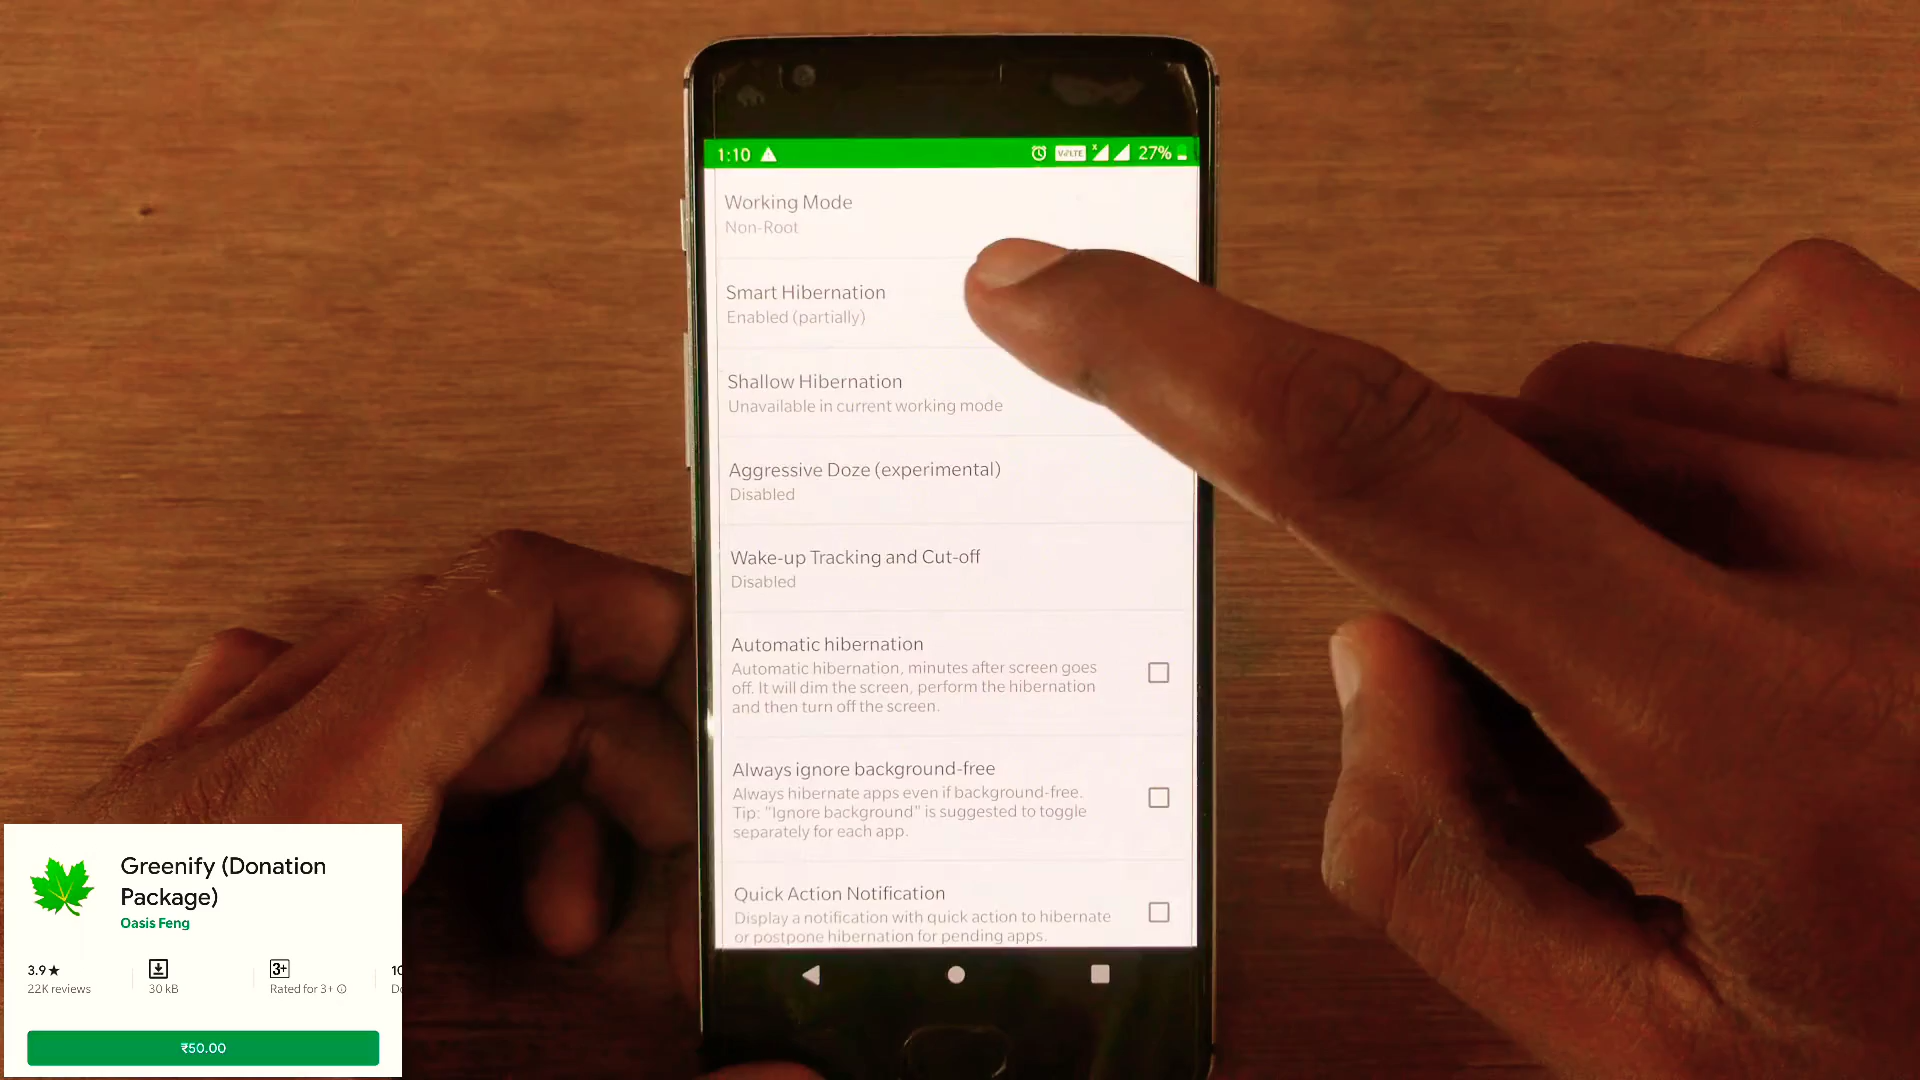 1:10
VoLTE
27%
Working Mode
Non-Root
Smart Hibernation
Enabled (partially)
Shallow Hibernation
Unavailable in current working mode
Aggressive Doze (experimental)
Disabled
Wake-up Tracking and Cut-off
Disabled
Automatic hibernation
Automatic hibernation, minutes after screen goes
off. It will dim the screen, perform the hibernation
and then turn off the screen.
Always ignore background-free
Always hibernate apps even if background-free.
Tip: "Ignore background" is suggested to toggle
separately for each app.
Quick Action Notification
Display a notification with quick action to hibernate
or postpone hibernation for pending apps.
Greenify (Donation
Package)
Oasis Feng
3.9★
22K reviews
30 kB
3+
Rated for 3+
₹50.00